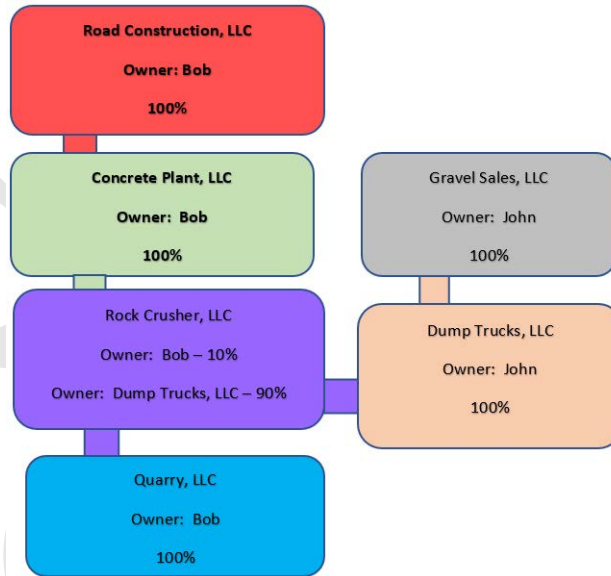 Road Construction, LLC
Owner: Bob
100%
Concrete Plant, LLC
Owner:  Bob
100%
Gravel Sales, LLC
Owner:  John
100%
Rock Crusher, LLC
Owner:  Bob – 10%
Owner:  Dump Trucks, LLC – 90%
Dump Trucks, LLC
Owner:  John
100%
Quarry, LLC
Owner:  Bob
100%